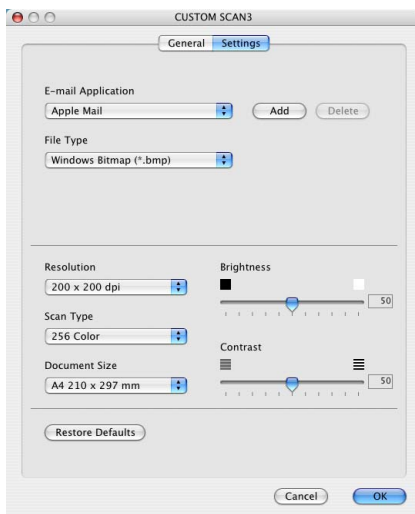 CUSTOM SCAN3
General Settings
E-mail Application
Apple Mail Add Delete
File Type
Windows Bitmap (*.bmp)
Resolution
200 x 200 dpi
Brightness
50
Scan Type
256 Color
Contrast
50
Document Size
A4 210 x 297 mm
Restore Defaults
Cancel OK